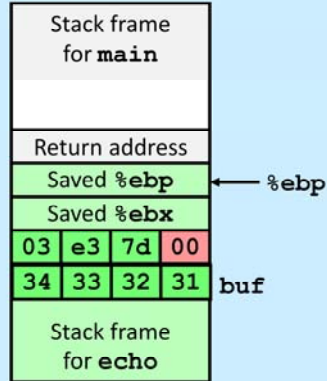 Stack frame
for main
Return address
Saved %ebp
%ebp
Saved %ebx
03 e3 7d 00
34 33 32 31 buf
Stack frame
for echo